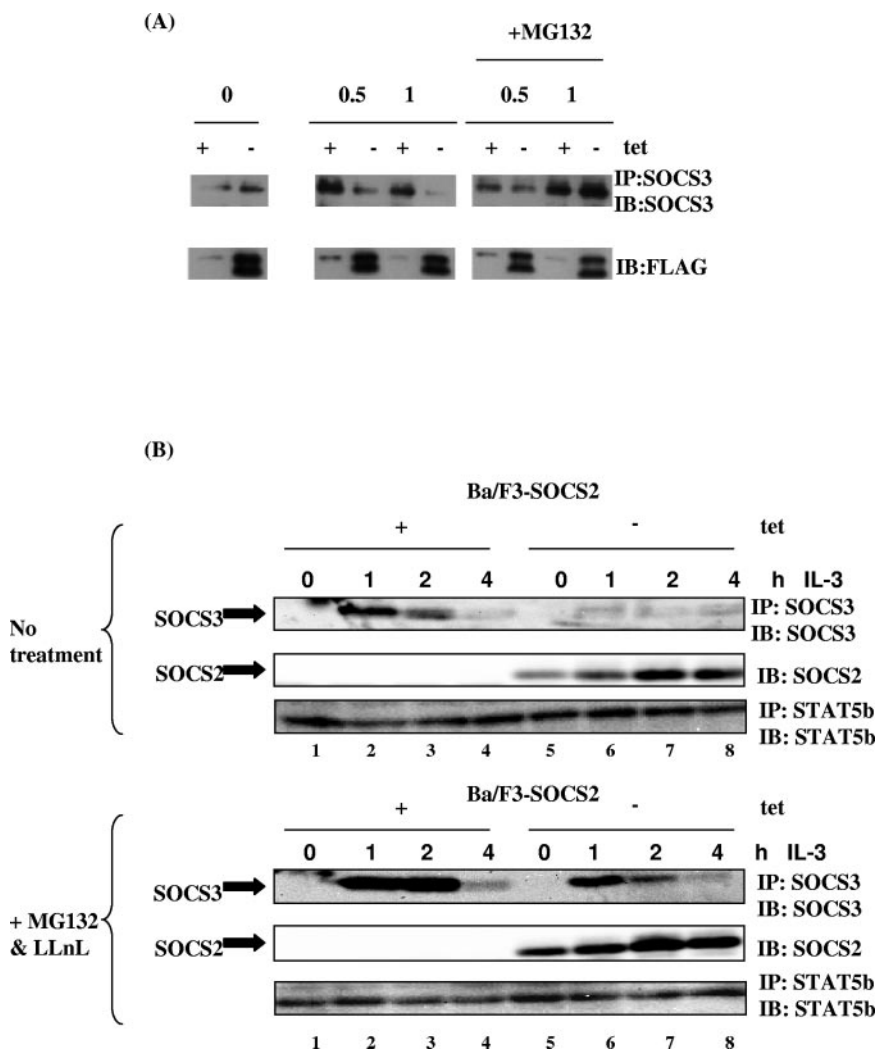 (A)
+MG132
0 0.5 1 0.5 1
+ - + - + - + - + - tet
IP:SOCS3
IB:SOCS3
IB:FLAG
(B)
Ba/F3-SOCS2
+ - tet
0 1 2 4 0 1 2 4 h IL-3
No
treatment
SOCS3
IP: SOCS3
IB: SOCS3
SOCS2
IB: SOCS2
IP: STAT5b
IB: STAT5b
1 2 3 4 5 6 7 8
Ba/F3-SOCS2
+ - tet
0 1 2 4 0 1 2 4 h IL-3
+ MG132
& LLnL
SOCS3
IP: SOCS3
IB: SOCS3
SOCS2
IB: SOCS2
IP: STAT5b
IB: STAT5b
1 2 3 4 5 6 7 8